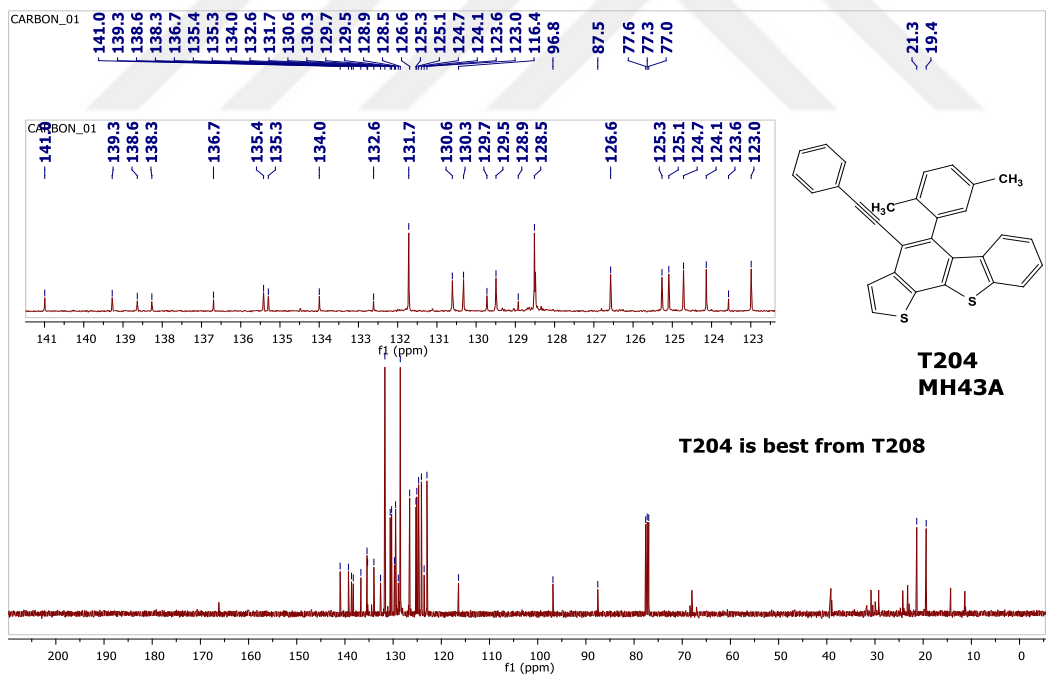 CARBON_01
141.0 139.3 138.6 138.3 136.7 135.4 135.3 134.0 132.6 131.7 130.6 130.3 129.7 129.5 128.9 128.5 126.6 125.3 125.1 124.7 124.1 123.6 123.0 116.4 96.8 87.5 77.6 77.3 77.0 21.3 19.4
CARBON_01
141.0 139.3 138.6 138.3 136.7 135.4 135.3 134.0 132.6 131.7 130.6 130.3 129.7 129.5 128.9 128.5 126.6 125.3 125.1 124.7 124.1 123.6 123.0
141 140 139 138 137 136 135 134 133 132 131 130 129 128 127 126 125 124 123
f1 (ppm)
H3C
CH3
S
S
T204
MH43A
T204 is best from T208
200 190 180 170 160 150 140 130 120 110 100 90 80 70 60 50 40 30 20 10 0
f1 (ppm)